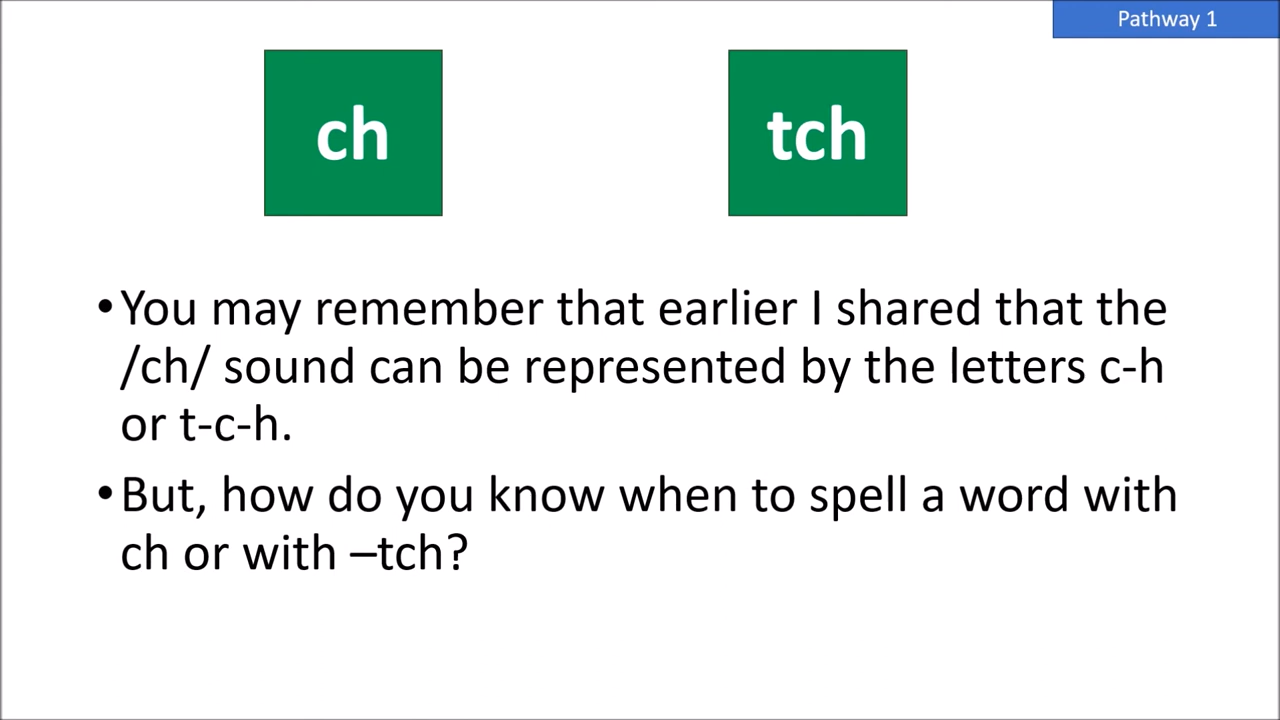 Pathway 1
ch
tch
•You may remember that earlier I shared that the
/ch/ sound can be represented by the letters c-h
or t-c-h.
•But, how do you know when to spell a word with
ch or with –tch?